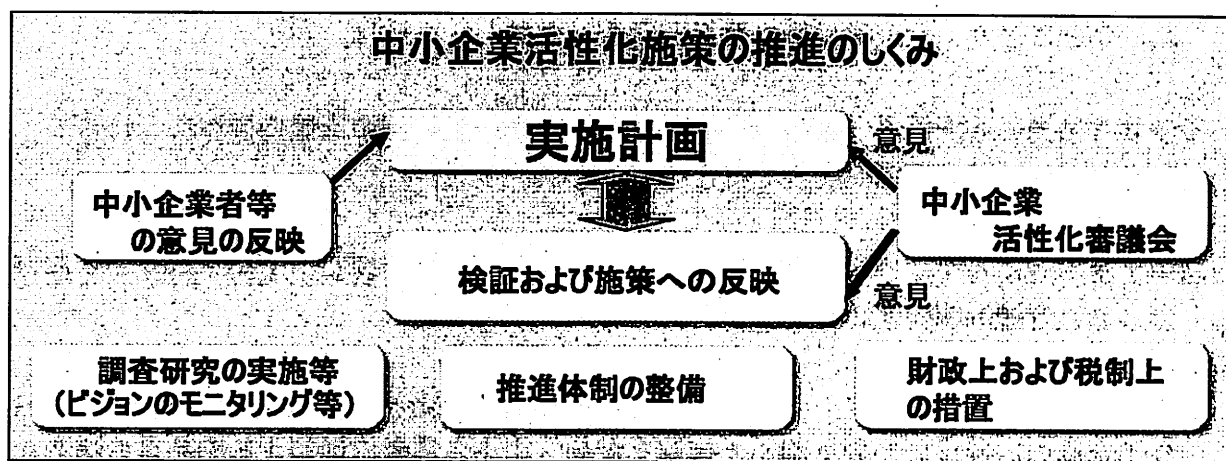 中小企業活性化施策の推進のしくみ
実施計画
意見
中小企業者等
の意見の反映
中小企業
活性化審議会
検証および施策への反映
意見
調査研究の実施等
(ビジョンのモニタリング等)
推進体制の整備
財政上および税制上
の措置